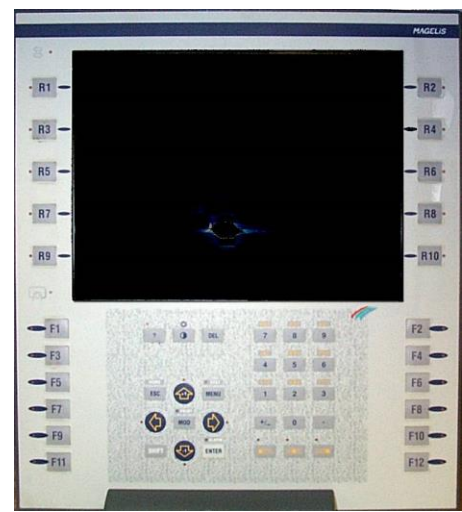 MAGELIS
R1 R2
R3 R4
R5 R6
R7 R8
R9 R10
F1 F2
? DEL 7 8 9
F3 F4
4 5 6
F5 F6
ESC MENU 1 2 3
F7 F8
MOD +/- 0 .
F9 F10
SHIFT ENTER
F11 F12